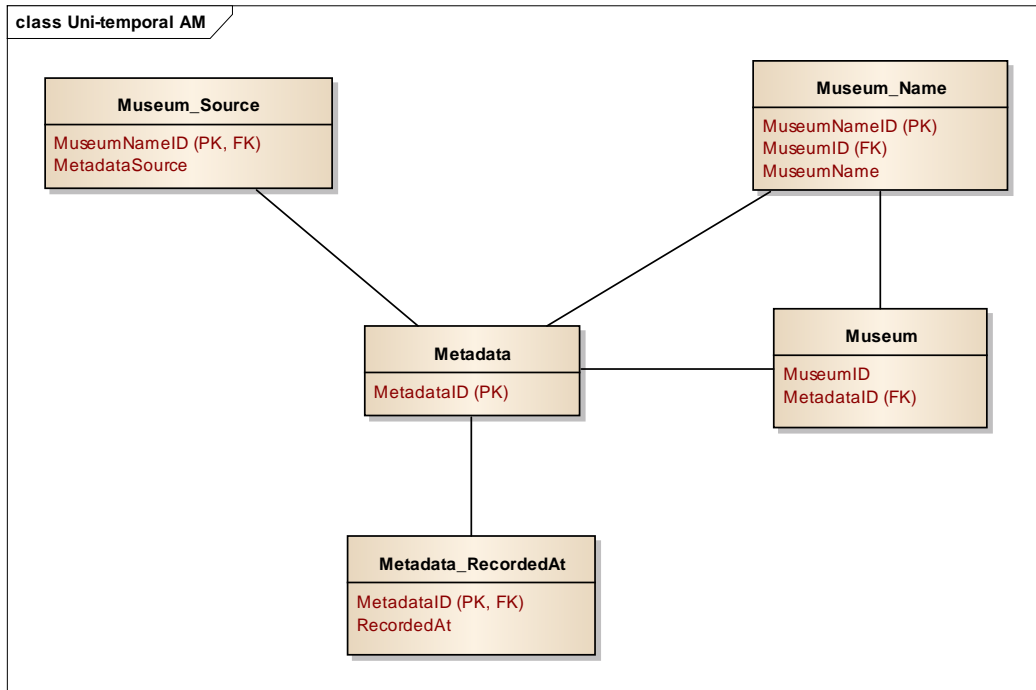 class Uni-temporal AM
Museum_Source
MuseumNameID (PK, FK)
MetadataSource
Museum_Name
MuseumNameID (PK)
MuseumID (FK)
MuseumName
Metadata
MetadataID (PK)
Museum
MuseumID
MetadataID (FK)
Metadata_RecordedAt
MetadataID (PK, FK)
RecordedAt